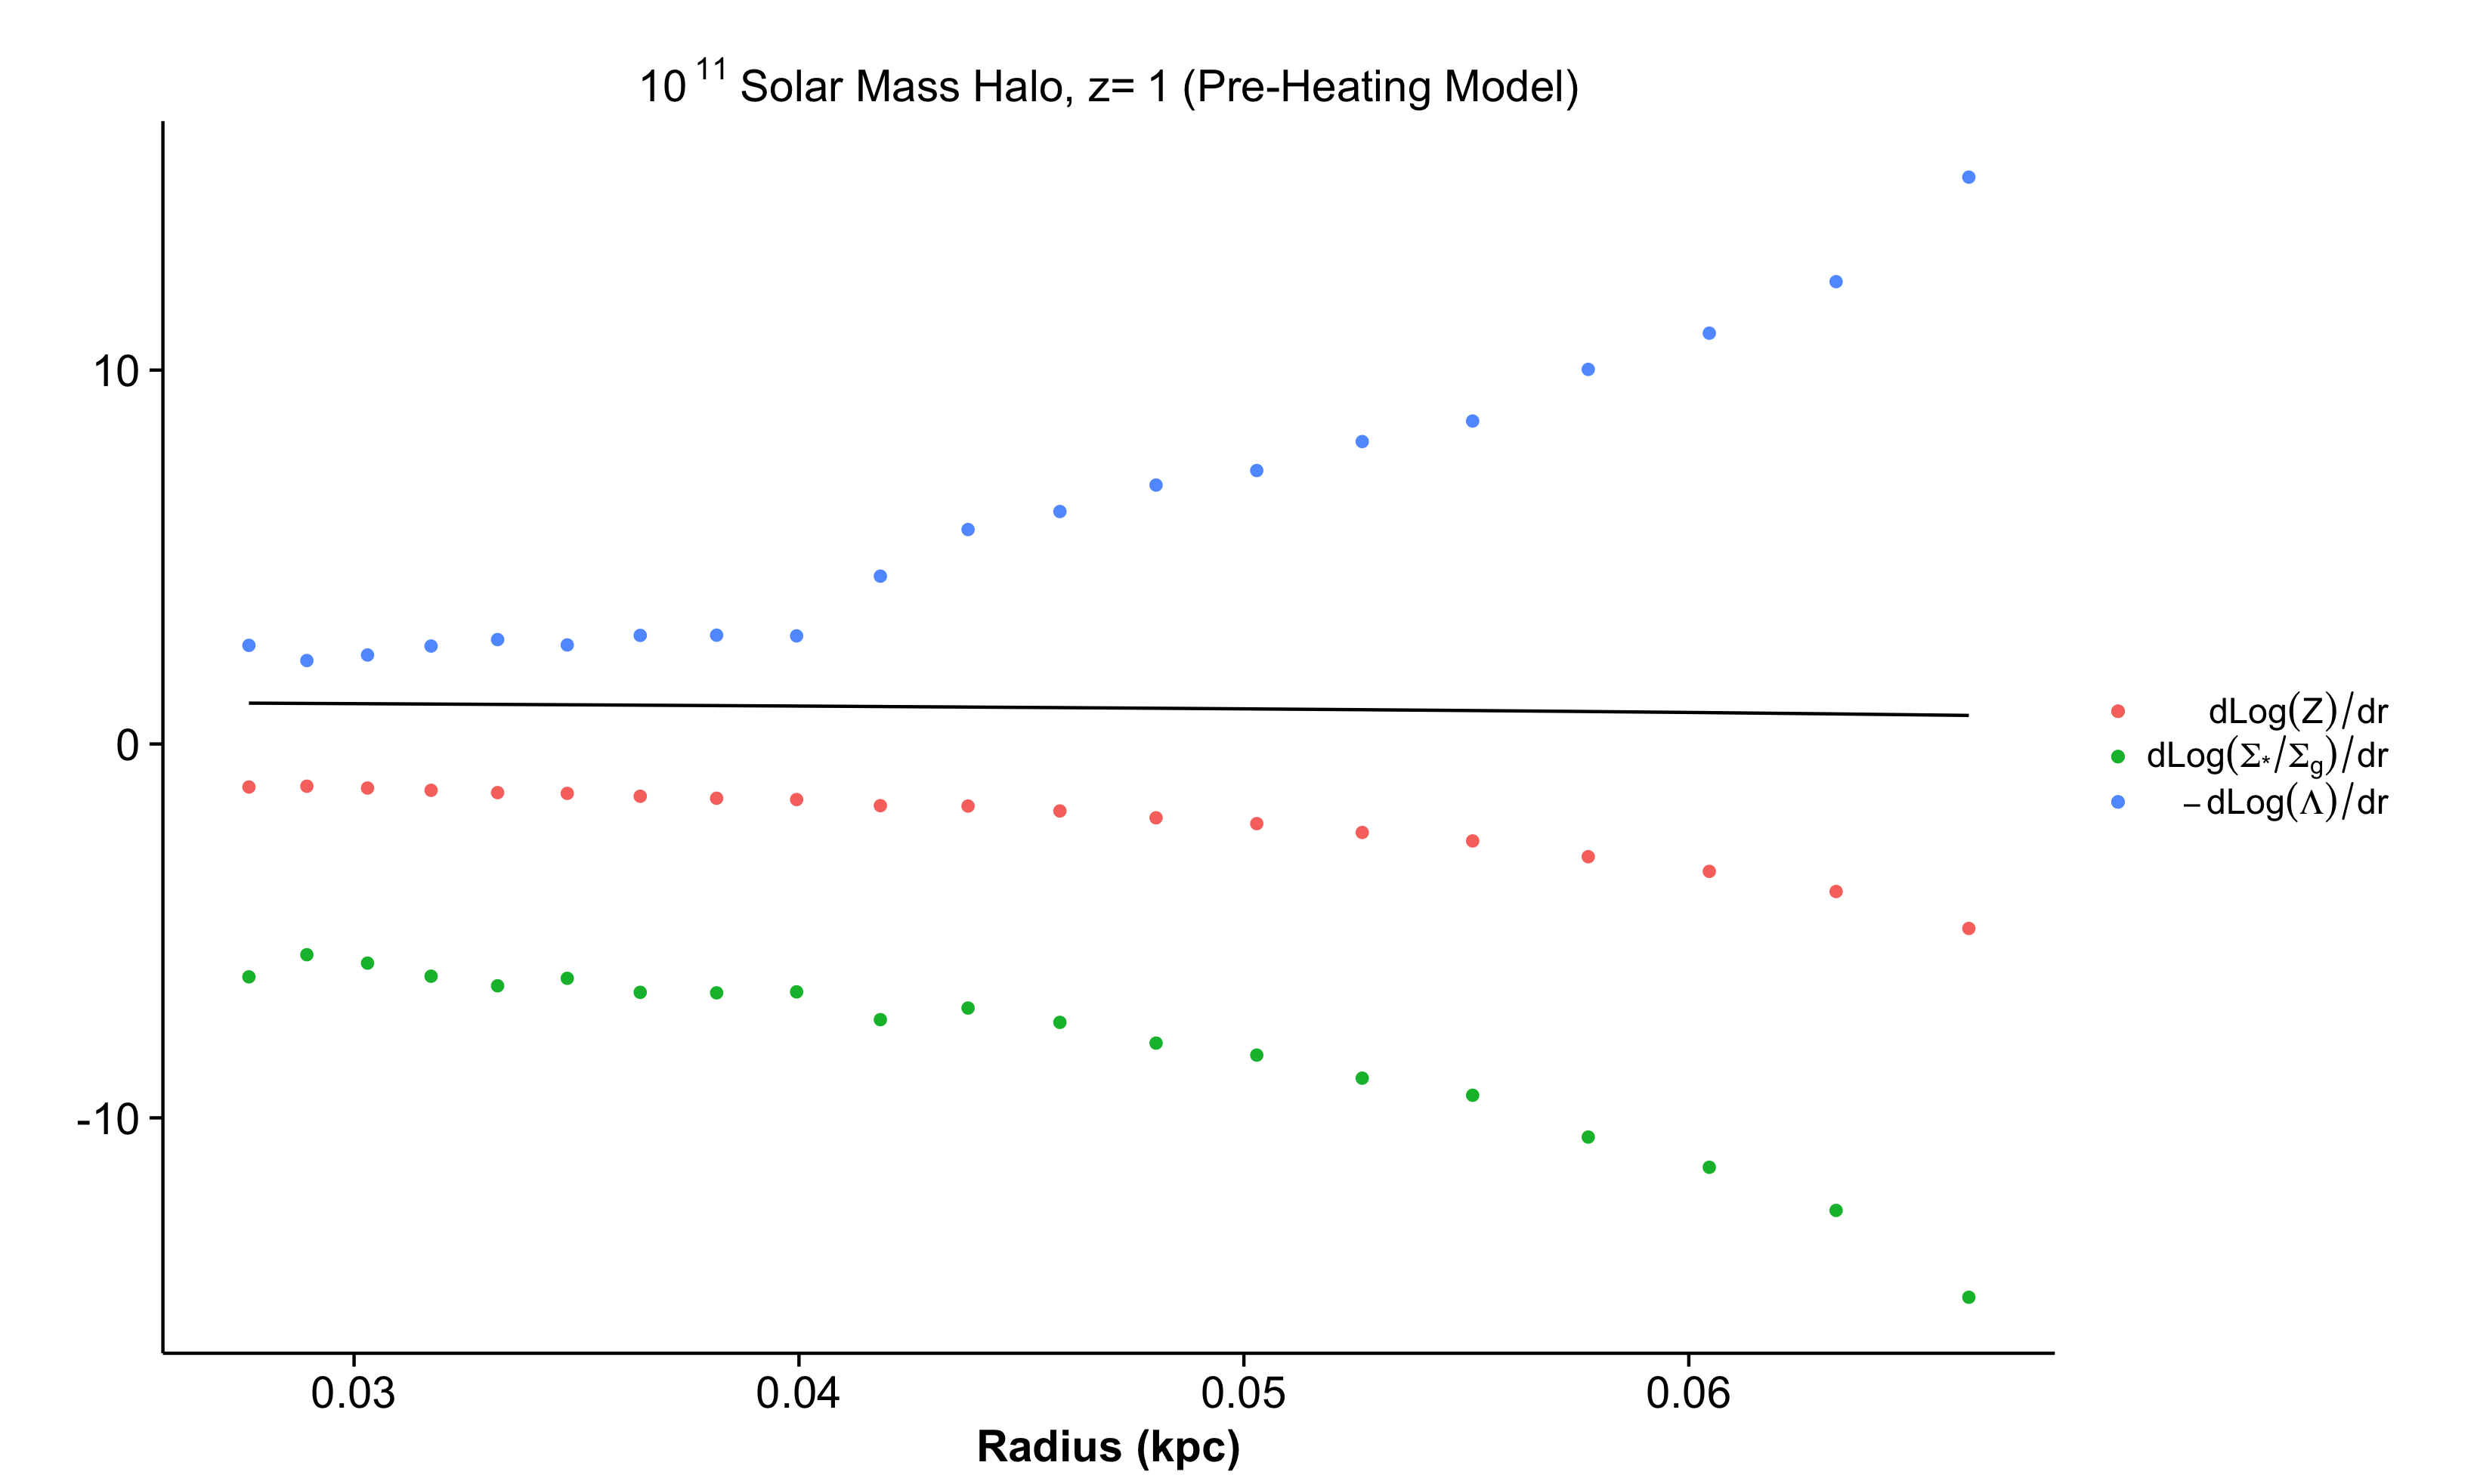 10 11 Solar Mass Halo, z= 1 (Pre-Heating Model)
10
0
-10
0.03 0.04 0.05 0.06
Radius (kpc)
dLog(Z)/dr
dLog(Σ*/Σg)/dr
– dLog(Λ)/dr